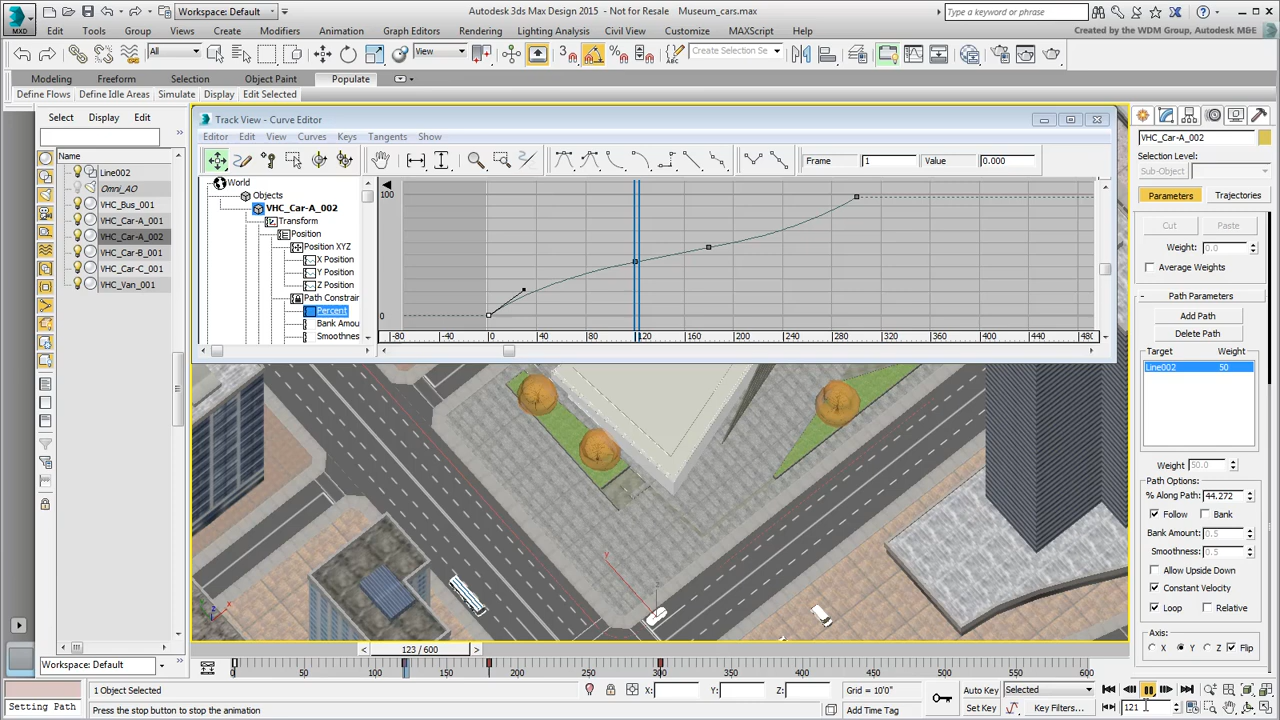 Workspace: Default
Autodesk 3ds Max Design 2015 - Not for Resale Museum_cars.max
Type a keyword or phrase
Edit Tools Group Views Create Modifiers Animation Graph Editors Rendering Lighting Analysis Civil View Customize MAXScript Help
Created by the WDM Group, Autodesk M&E
MAX
All
View
Create Selection Se
Modeling Freeform Selection Object Paint Populate
Define Flows Define Idle Areas Simulate Display Edit Selected
Select Display Edit
Name
Line002
Omni_AO
VHC_Bus_001
VHC_Car-A_001
VHC_Car-A_002
VHC_Car-B_001
VHC_Car-C_001
VHC_Van_001
Workspace: Default
Track View - Curve Editor
Editor Edit View Curves Keys Tangents Show
Frame 1 Value 0.000
World
Objects
VHC_Car-A_002
Transform
Position
Position XYZ
X Position
Y Position
Z Position
Path Constrair
Percent
Bank Amou
Smoothnes
100
0
-80 -40 0 40 80 120 160 200 240 280 320 360 400 440 480
VHC_Car-A_002
Selection Level:
Sub-Object
Parameters Trajectories
Cut Paste
Weight: 0.0
Average Weights
- Path Parameters
Add Path
Delete Path
Target Weight
Line002 50
Weight 50.0
Path Options:
% Along Path: 44.272
Follow Bank
Bank Amount: 0.5
Smoothness: 0.5
Allow Upside Down
Constant Velocity
Loop Relative
Axis:
X Y Z Flip
Y
Z
X
Z
< 123 / 600 >
0 50 100 150 200 250 300 350 400 450 500 550 600
1 Object Selected
X: Y: Z: Grid = 10'0"
Auto Key Selected
Setting Path
Press the stop button to stop the animation
Add Time Tag
Set Key Key Filters...
121